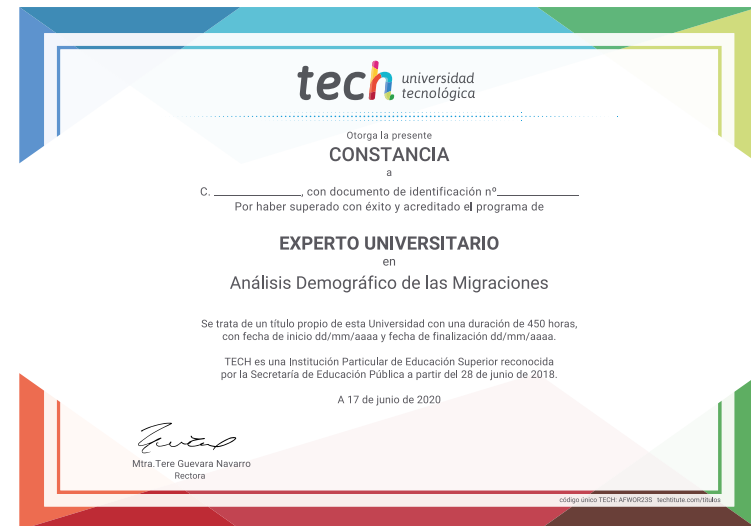 tech universidad
tecnológica
Otorga la presente
CONSTANCIA
a
C. ______________, con documento de identificación nº______________
Por haber superado con éxito y acreditado el programa de
EXPERTO UNIVERSITARIO
en
Análisis Demográfico de las Migraciones
Se trata de un título propio de esta Universidad con una duración de 450 horas,
con fecha de inicio dd/mm/aaaa y fecha de finalización dd/mm/aaaa.
TECH es una Institución Particular de Educación Superior reconocida
por la Secretaría de Educación Pública a partir del 28 de junio de 2018.
A 17 de junio de 2020
Mtra.Tere Guevara Navarro
Rectora
código único TECH: AFWOR23S techtitute.com/titulos